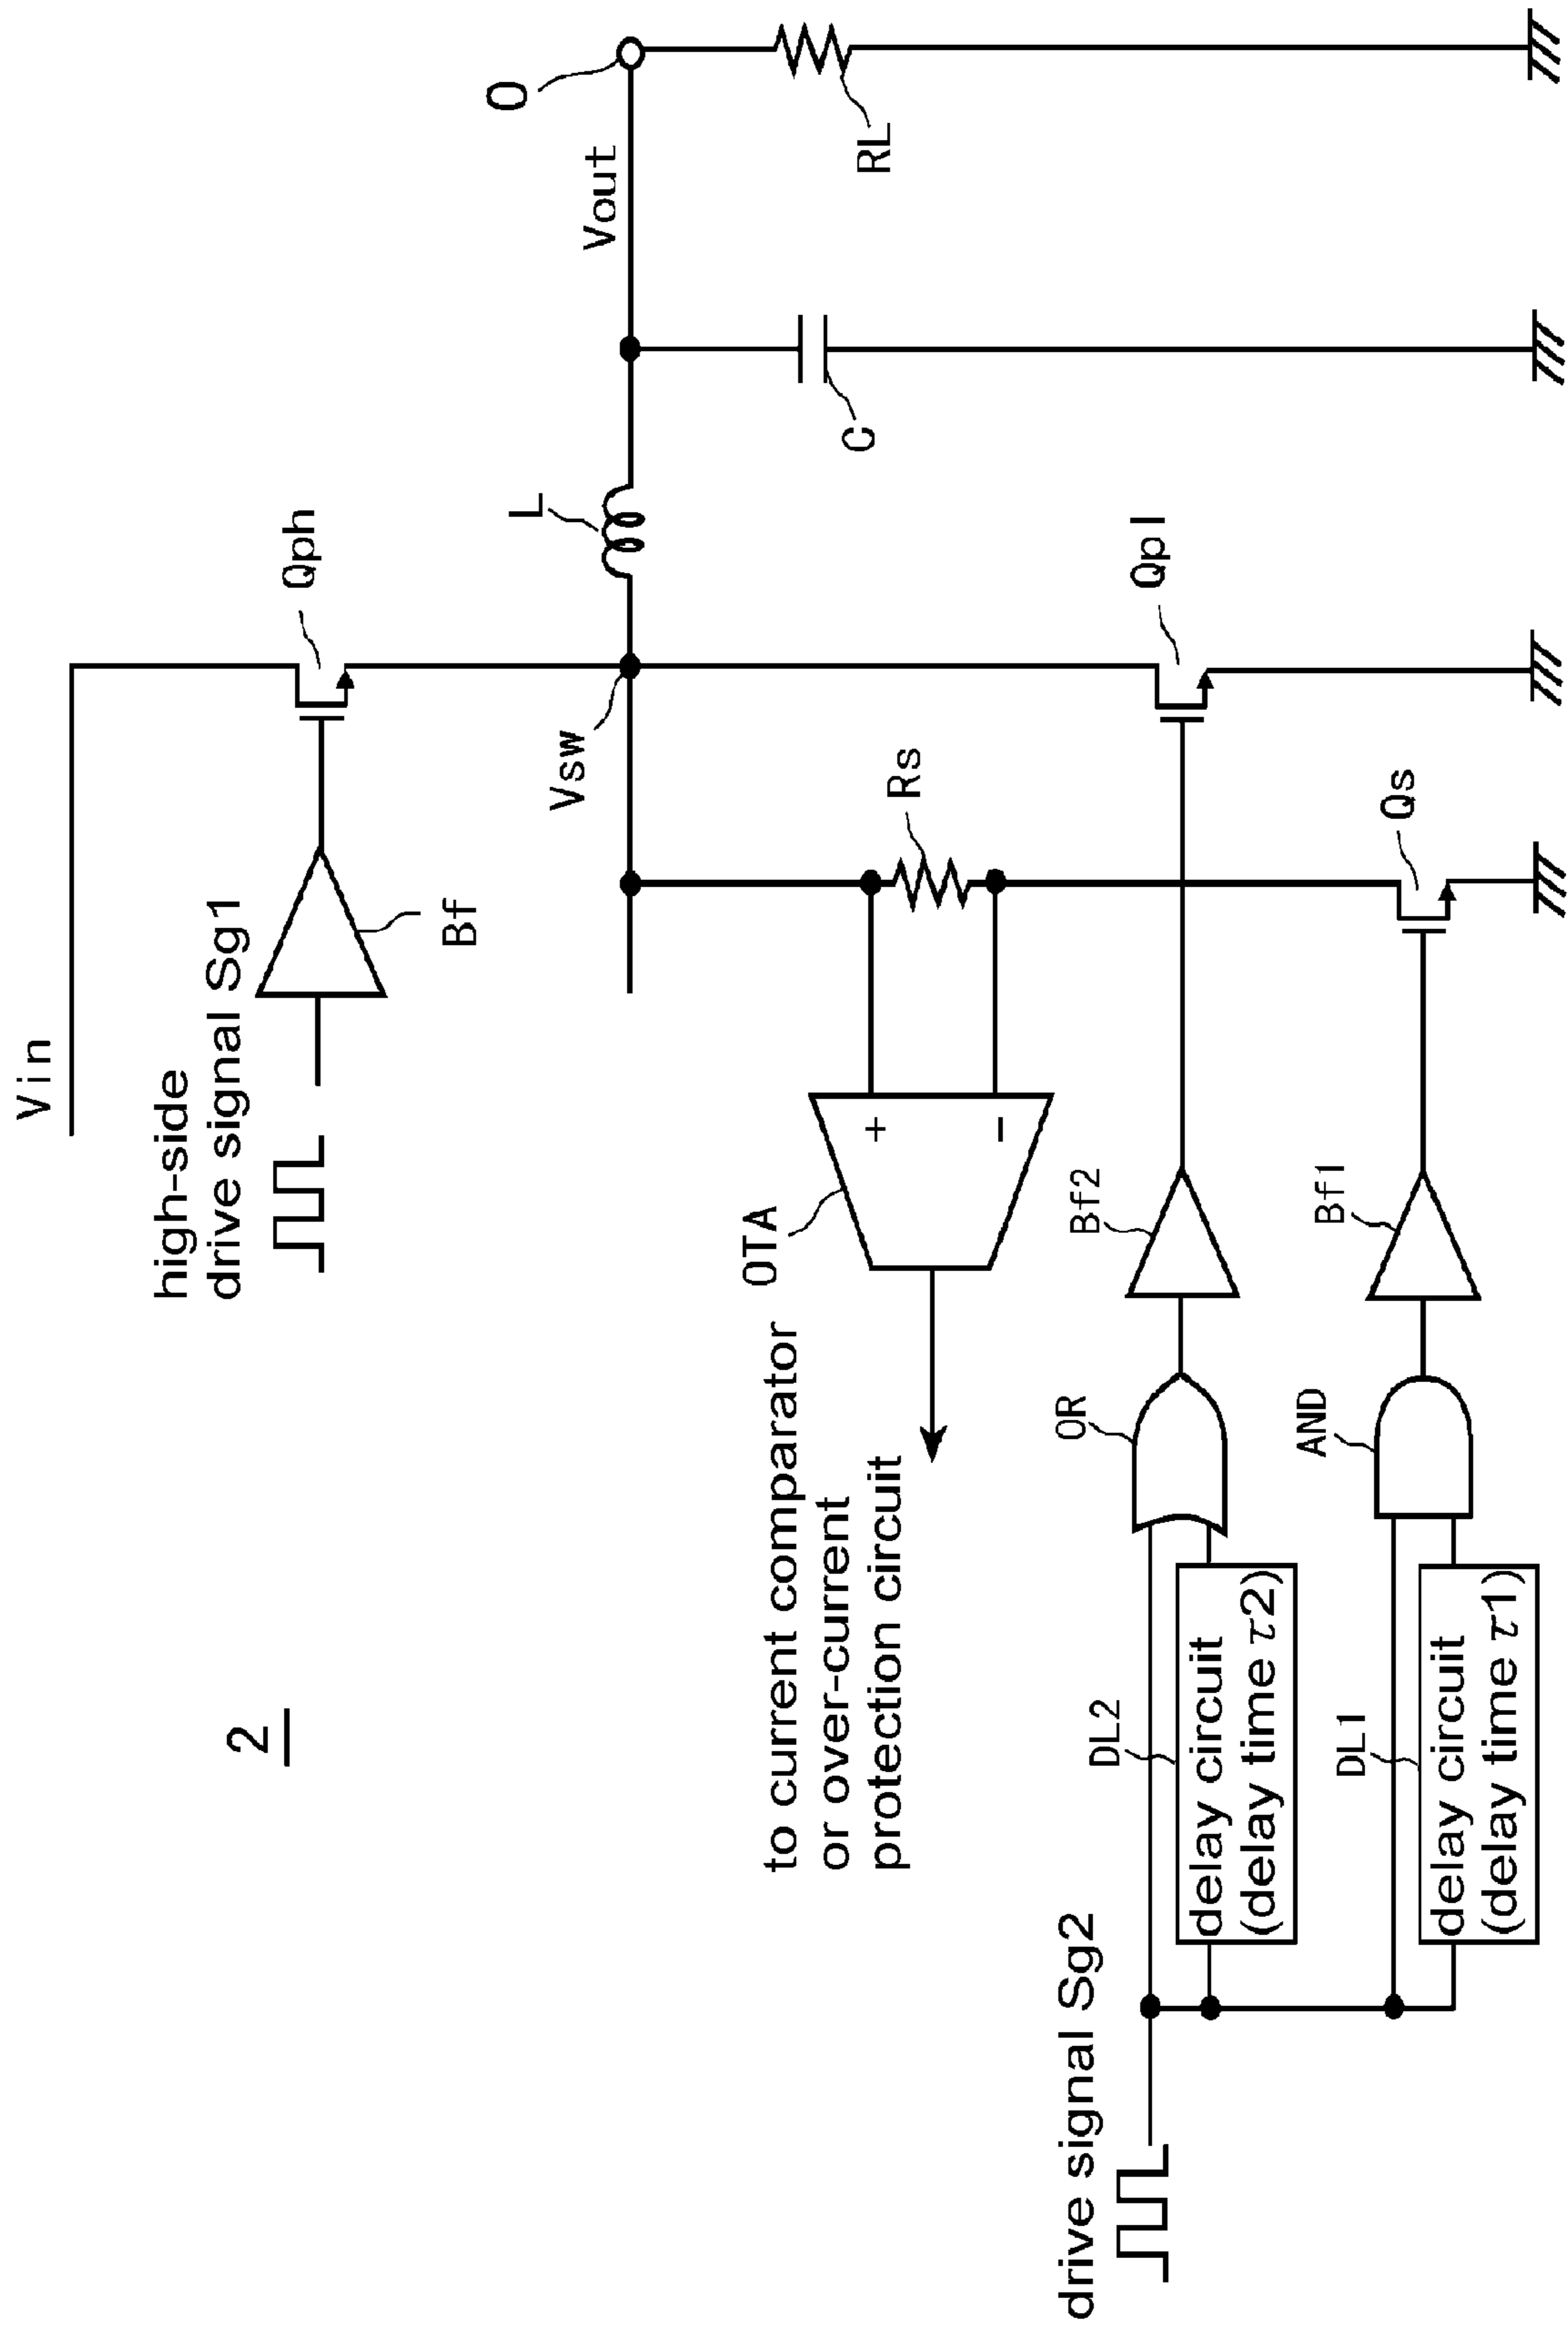 2
Vin
high-side
drive signal Sg1
Bf
Qph
Vsw
L
Vout
O
C
RL
Rs
OTA
+
−
to current comparator
or over-current
protection circuit
Qpl
Qs
drive signal Sg2
DL2
delay circuit
(delay time τ2)
OR
Bf2
DL1
delay circuit
(delay time τ1)
AND
Bf1